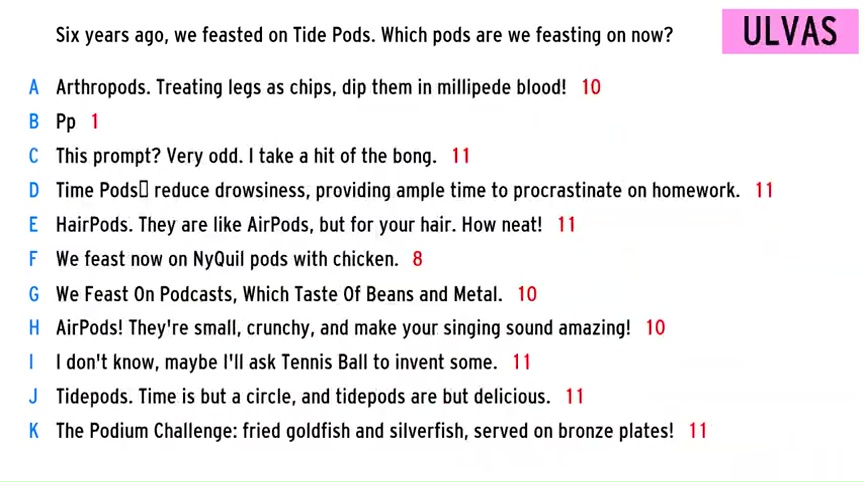 Six years ago, we feasted on Tide Pods. Which pods are we feasting on now?
ULVAS
A Arthropods. Treating legs as chips, dip them in millipede blood! 10
B Pp 1
C This prompt? Very odd. I take a hit of the bong. 11
D Time Pods▯ reduce drowsiness, providing ample time to procrastinate on homework. 11
E HairPods. They are like AirPods, but for your hair. How neat! 11
F We feast now on NyQuil pods with chicken. 8
G We Feast On Podcasts, Which Taste Of Beans and Metal. 10
H AirPods! They're small, crunchy, and make your singing sound amazing! 10
I I don't know, maybe I'll ask Tennis Ball to invent some. 11
J Tidepods. Time is but a circle, and tidepods are but delicious. 11
K The Podium Challenge: fried goldfish and silverfish, served on bronze plates! 11